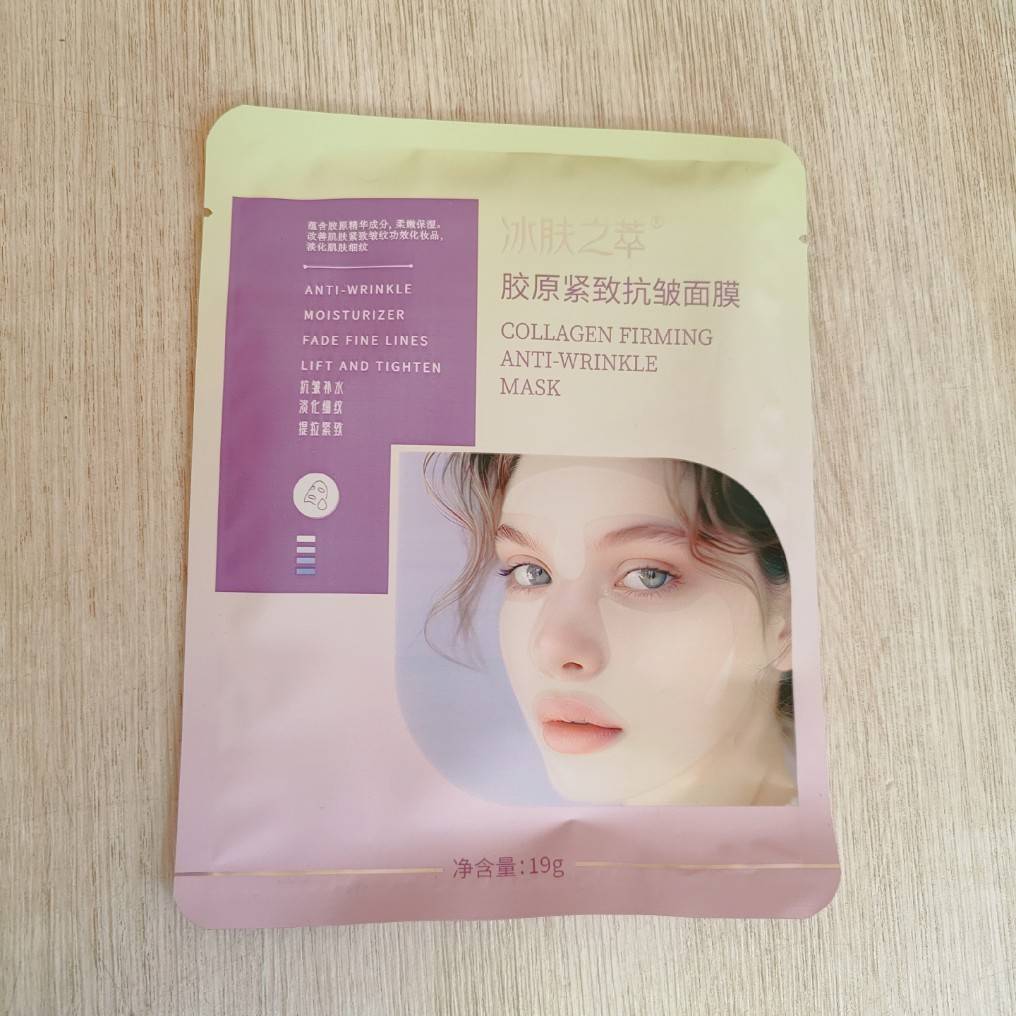 蕴含胶原精华成分, 柔嫩保湿。
改善肌肤紧致皱纹功效化妆品,
淡化肌肤细纹
ANTI-WRINKLE
MOISTURIZER
FADE FINE LINES
LIFT AND TIGHTEN
抗皱补水
淡化细纹
提拉紧致
冰肤之萃®
胶原紧致抗皱面膜
COLLAGEN FIRMING
ANTI-WRINKLE
MASK
净含量:19g